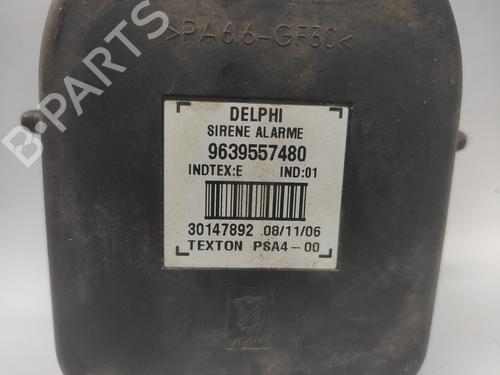 >PA6.6-GF30<
DELPHI
SIRENE ALARME
9639557480
INDTEX:E IND:01
30147892 08/11/06
TEXTON PSA4-00
B-PARTS